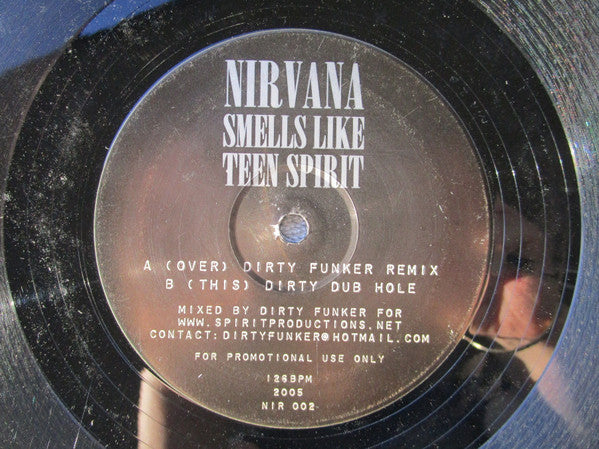 NIRVANA
SMELLS LIKE
TEEN SPIRIT
A (OVER) DIRTY FUNKER REMIX
B (THIS) DIRTY DUB HOLE
MIXED BY DIRTY FUNKER FOR
WWW.SPIRITPRODUCTIONS.NET
CONTACT:DIRTYFUNKER@HOTMAIL.COM
FOR PROMOTIONAL USE ONLY
126BPM
2005
NIR 002